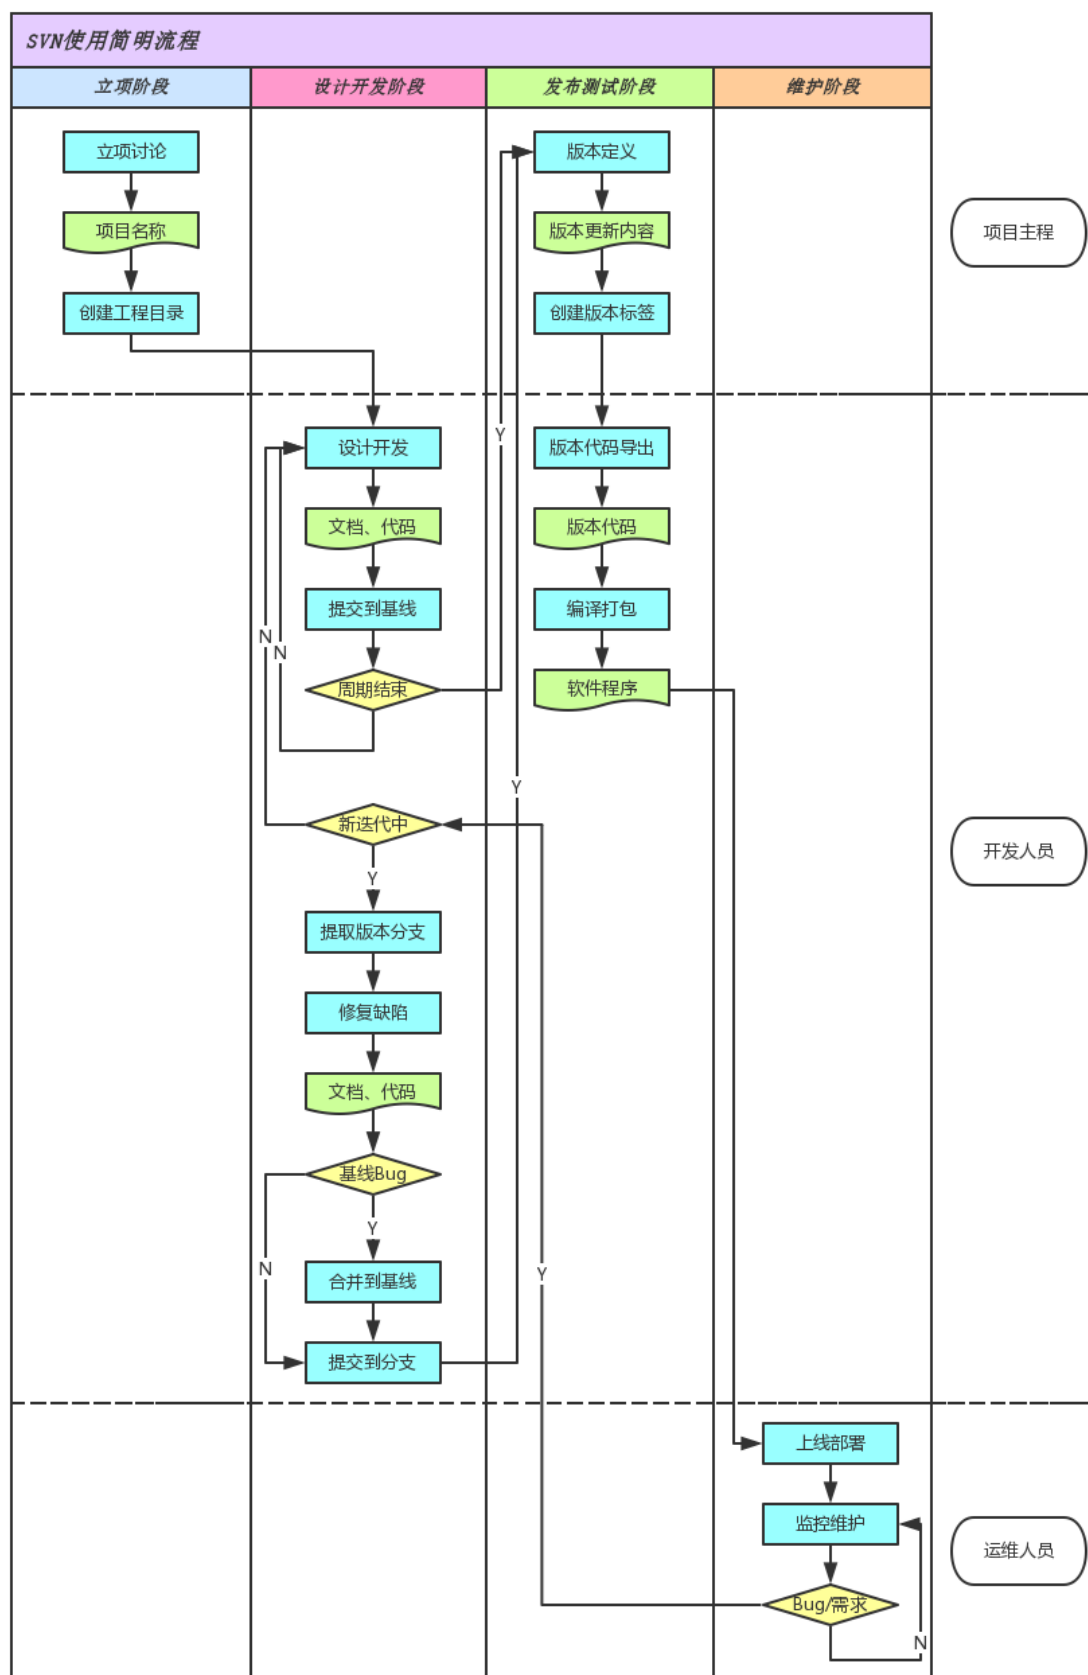 SVN使用简明流程
立项阶段
设计开发阶段
发布测试阶段
维护阶段
立项讨论
项目名称
创建工程目录
版本定义
版本更新内容
创建版本标签
项目主程
设计开发
文档、代码
提交到基线
周期结束
N
N
Y
版本代码导出
版本代码
编译打包
软件程序
Y
新迭代中
Y
提取版本分支
修复缺陷
文档、代码
基线Bug
Y
N
合并到基线
提交到分支
Y
开发人员
上线部署
监控维护
Bug/需求
N
运维人员